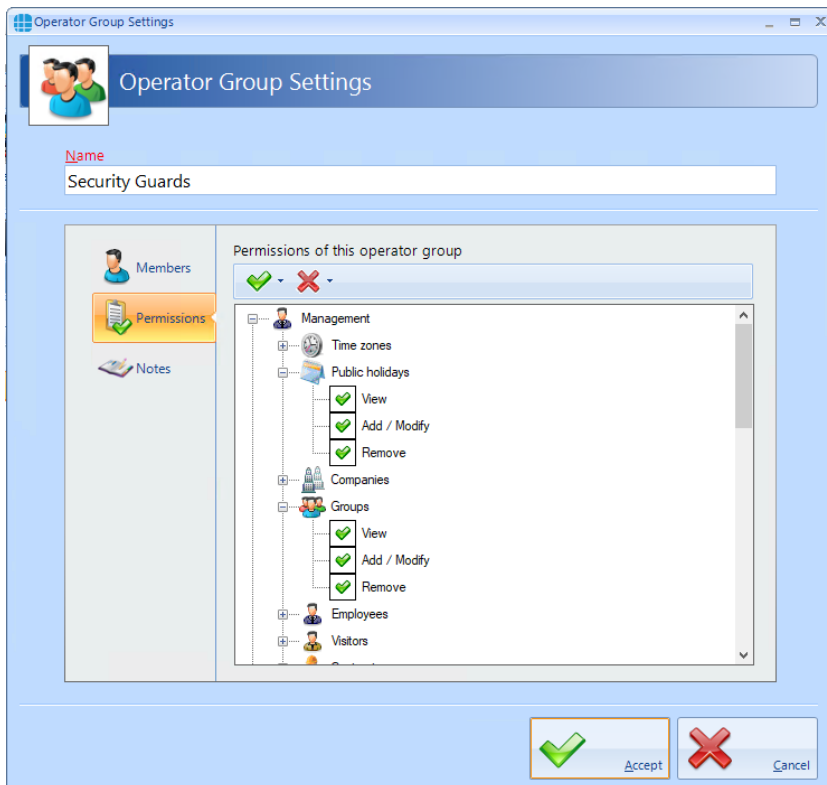 Operator Group Settings
Operator Group Settings
Name
Security Guards
Members
Permissions
Notes
Permissions of this operator group
Management
Time zones
Public holidays
View
Add / Modify
Remove
Companies
Groups
View
Add / Modify
Remove
Employees
Visitors
Accept
Cancel